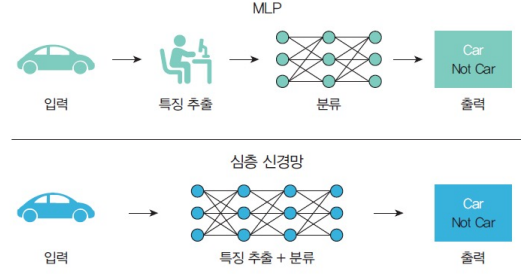 MLP
Car
Not Car
입력
특징 추출
분류
출력
심층 신경망
Car
Not Car
입력
특징 추출 + 분류
출력